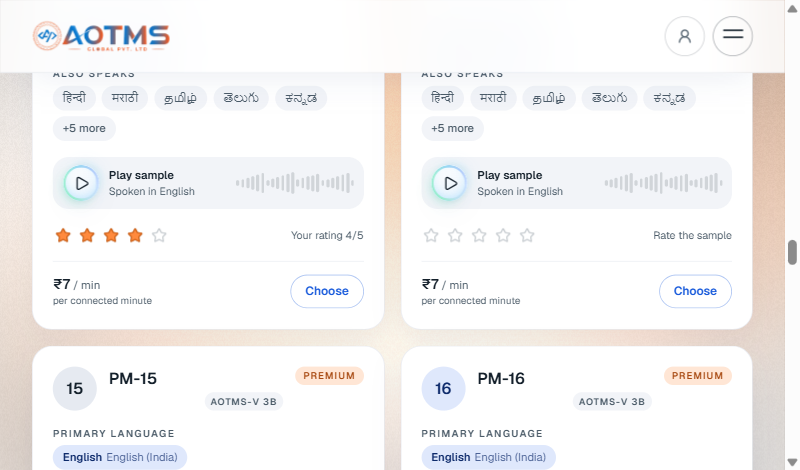 AOTMS
GLOBAL PVT. LTD
ALSO SPEAKS
हिन्दी मराठी தமிழ் తెలుగు ಕನ್ನಡ
+5 more
Play sample
Spoken in English
Your rating 4/5
₹7 / min
per connected minute
Choose
ALSO SPEAKS
हिन्दी मराठी தமிழ் తెలుగు ಕನ್ನಡ
+5 more
Play sample
Spoken in English
Rate the sample
₹7 / min
per connected minute
Choose
15 PM-15 PREMIUM
AOTMS-V 3B
PRIMARY LANGUAGE
English English (India)
16 PM-16 PREMIUM
AOTMS-V 3B
PRIMARY LANGUAGE
English English (India)